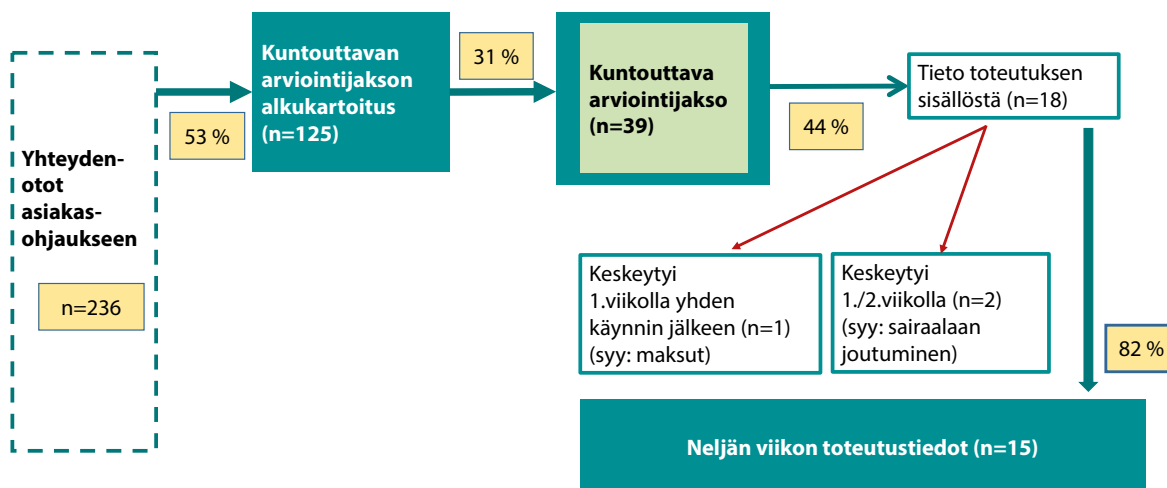 Yhteyden-
otot
asiakas-
ohjaukseen
n=236
53 %
Kuntouttavan
arviointijakson
alkukartoitus
(n=125)
31 %
Kuntouttava
arviointijakso
(n=39)
44 %
Tieto toteutuksen
sisällöstä (n=18)
Keskeytyi
1.viikolla yhden
käynnin jälkeen (n=1)
(syy: maksut)
Keskeytyi
1./2.viikolla (n=2)
(syy: sairaalaan
joutuminen)
82 %
Neljän viikon toteutustiedot (n=15)